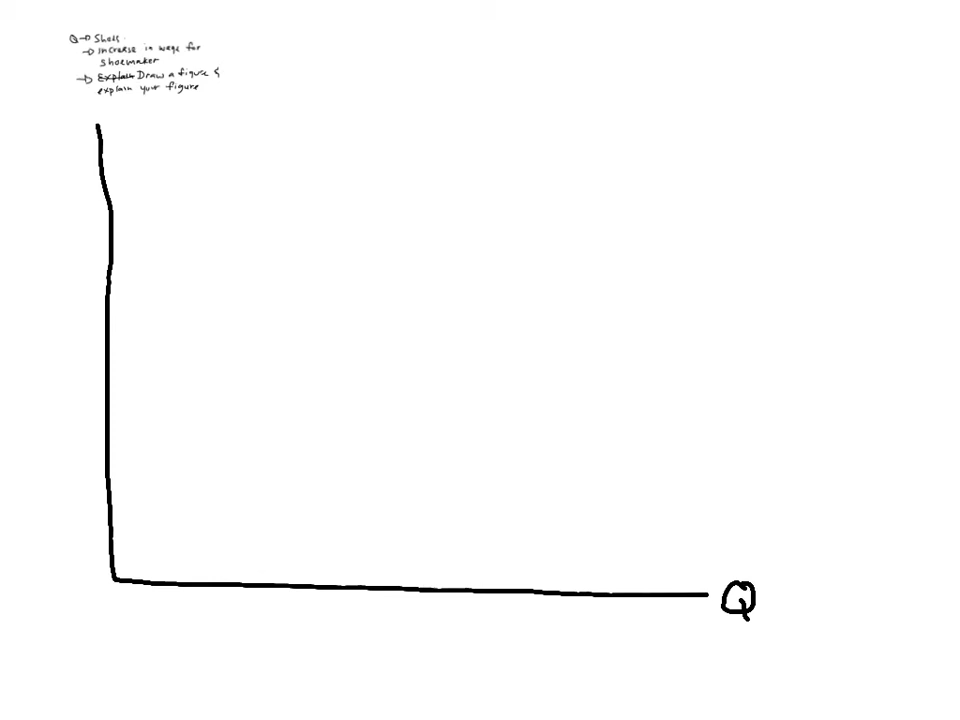 Q → Shoes.
→ increase in wage for
shoemaker
→ Explain Draw a figure &
explain your figure
Q